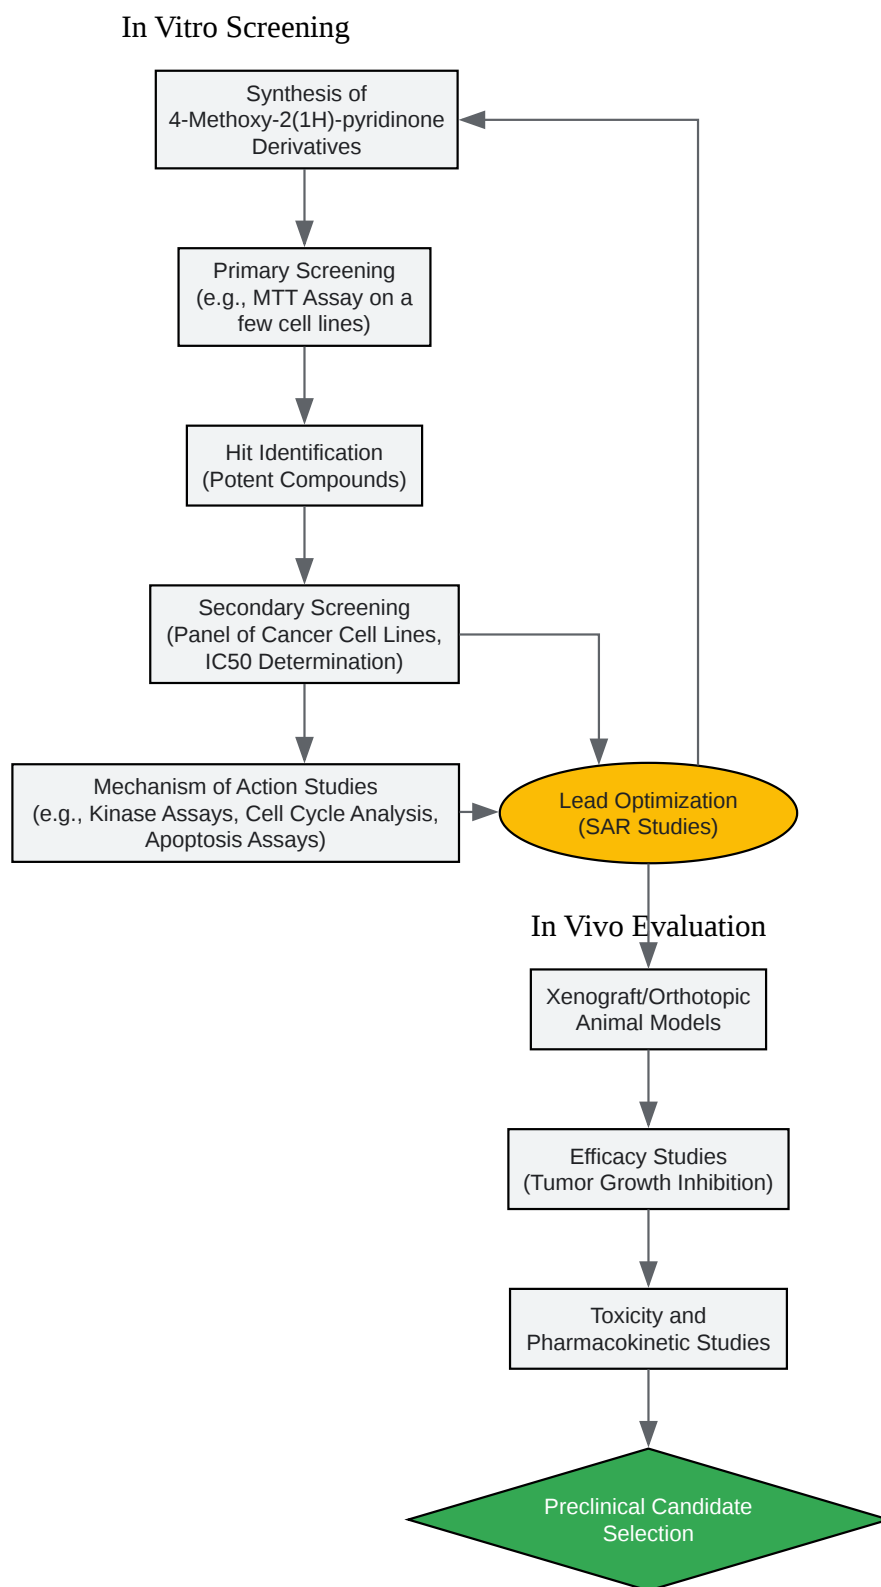 In Vitro Screening
Synthesis of
4-Methoxy-2(1H)-pyridinone
Derivatives
Primary Screening
(e.g., MTT Assay on a
few cell lines)
Hit Identification
(Potent Compounds)
Secondary Screening
(Panel of Cancer Cell Lines,
IC50 Determination)
Mechanism of Action Studies
(e.g., Kinase Assays, Cell Cycle Analysis,
Apoptosis Assays)
Lead Optimization
(SAR Studies)
In Vivo Evaluation
Xenograft/Orthotopic
Animal Models
Efficacy Studies
(Tumor Growth Inhibition)
Toxicity and
Pharmacokinetic Studies
Preclinical Candidate
Selection